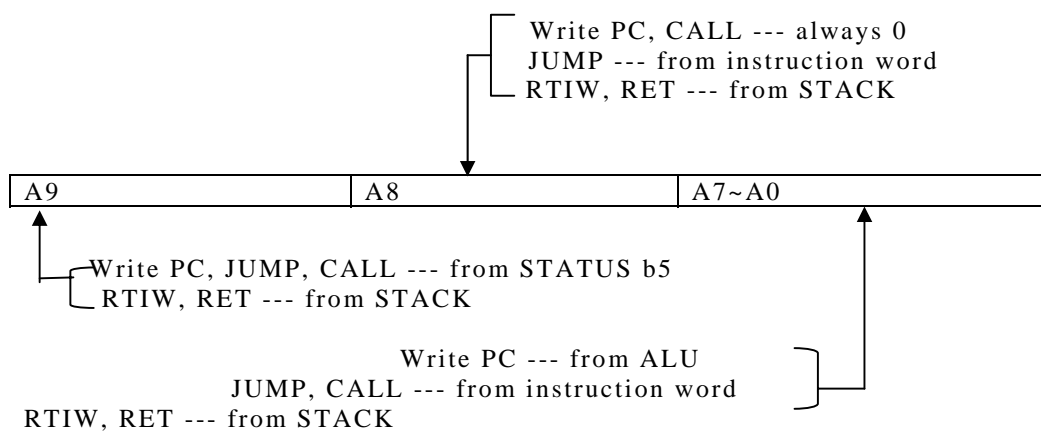 Write PC, CALL --- always 0
JUMP --- from instruction word
RTIW, RET --- from STACK
A9 A8 A7~A0
Write PC, JUMP, CALL --- from STATUS b5
RTIW, RET --- from STACK
Write PC --- from ALU
JUMP, CALL --- from instruction word
RTIW, RET --- from STACK